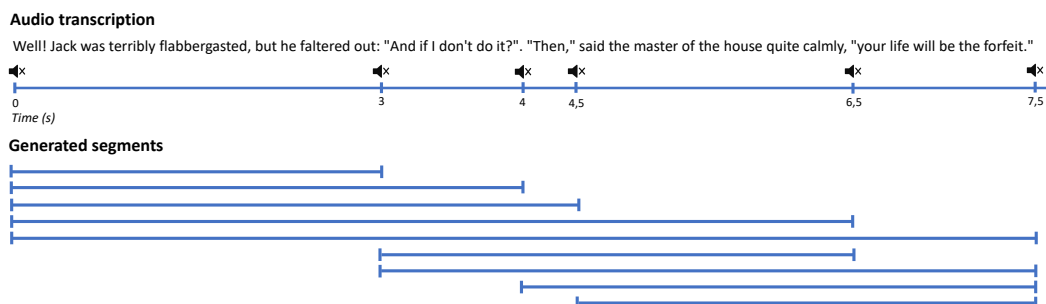 Audio transcription
Well! Jack was terribly flabbergasted, but he faltered out: "And if I don't do it?". "Then," said the master of the house quite calmly, "your life will be the forfeit."
0 3 4 4,5 6,5 7,5
Time (s)
Generated segments